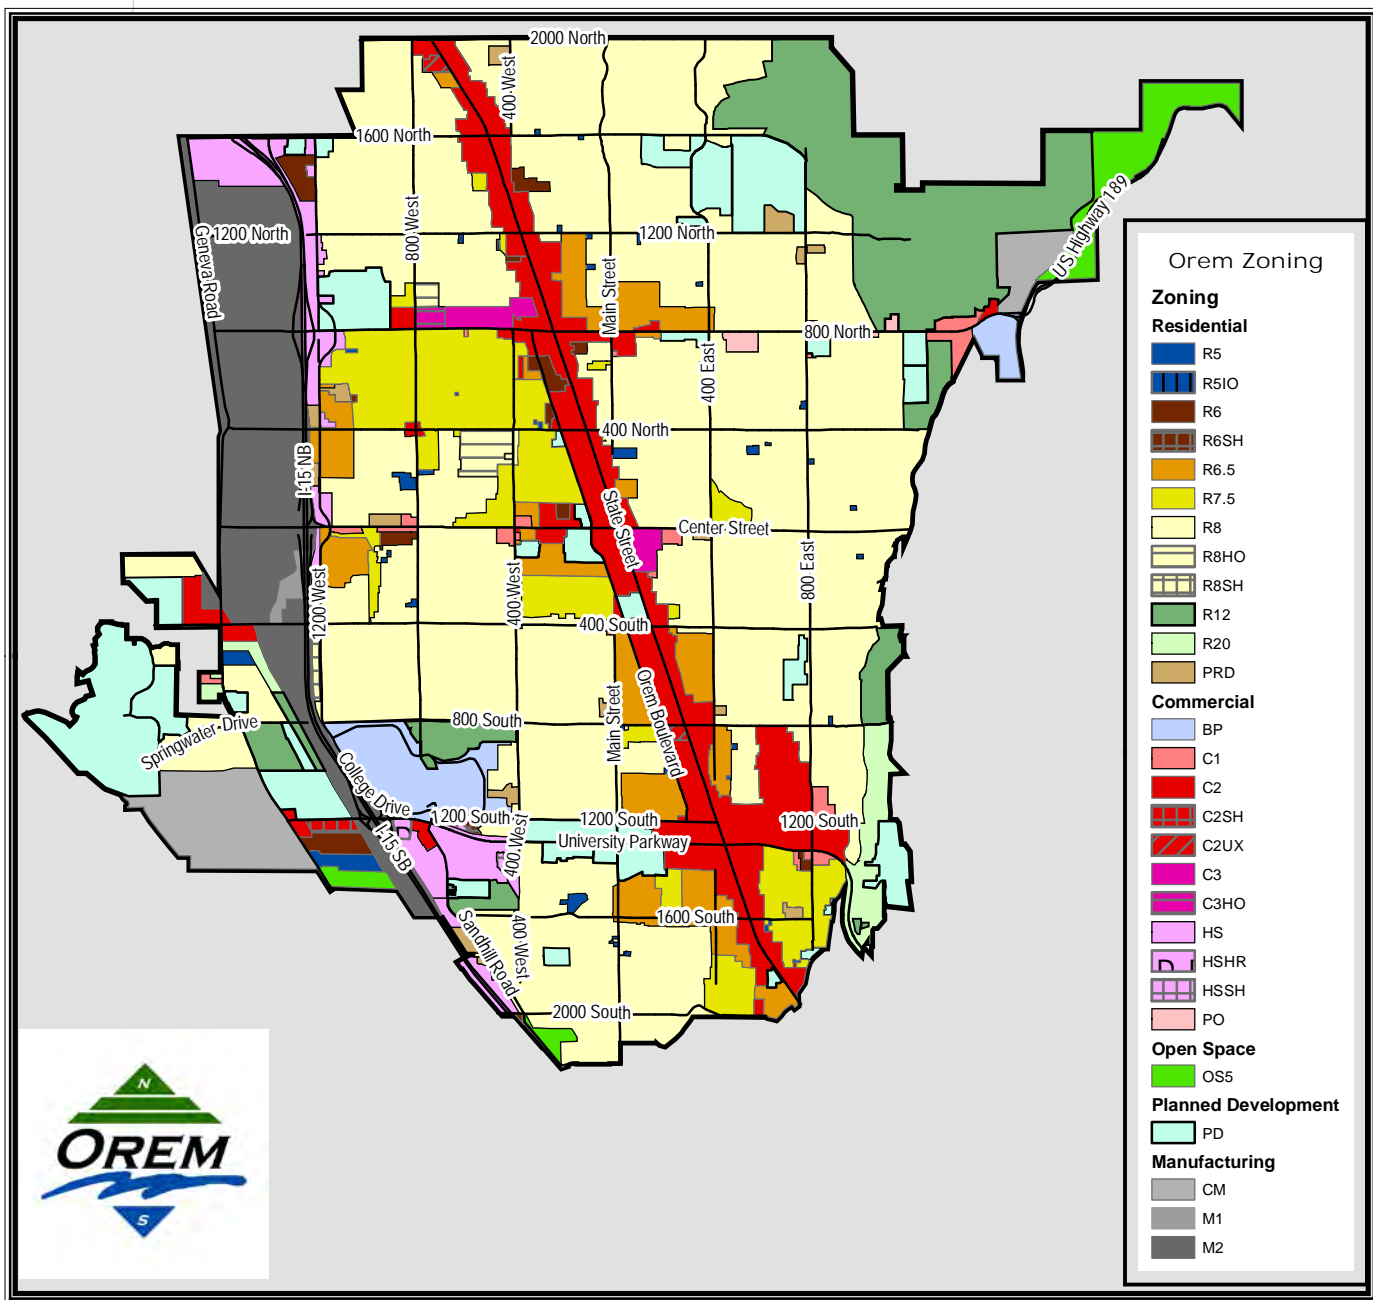 2000 North
400 West
1600 North
US Highway 189
800 West
1200 North
1200 North
Geneva Road
Main Street
800 North
400 East
400 North
I-15 NB
State Street
Center Street
800 East
1200 West
400 West
400 South
Orem Boulevard
Main Street
800 South
Springwater Drive
College Drive
1200 South
1200 South
1200 South
University Parkway
I-15 SB
400 West
1600 South
Sandhill Road
400 West
2000 South
Orem Zoning
Zoning
Residential
R5
R5IO
R6
R6SH
R6.5
R7.5
R8
R8HO
R8SH
R12
R20
PRD
Commercial
BP
C1
C2
C2SH
C2UX
C3
C3HO
HS
HSHR
HSSH
PO
Open Space
OS5
Planned Development
PD
Manufacturing
CM
M1
M2
N
OREM
S